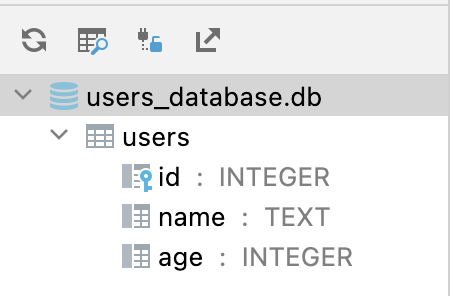 users_database.db
users
id : INTEGER
name : TEXT
age : INTEGER